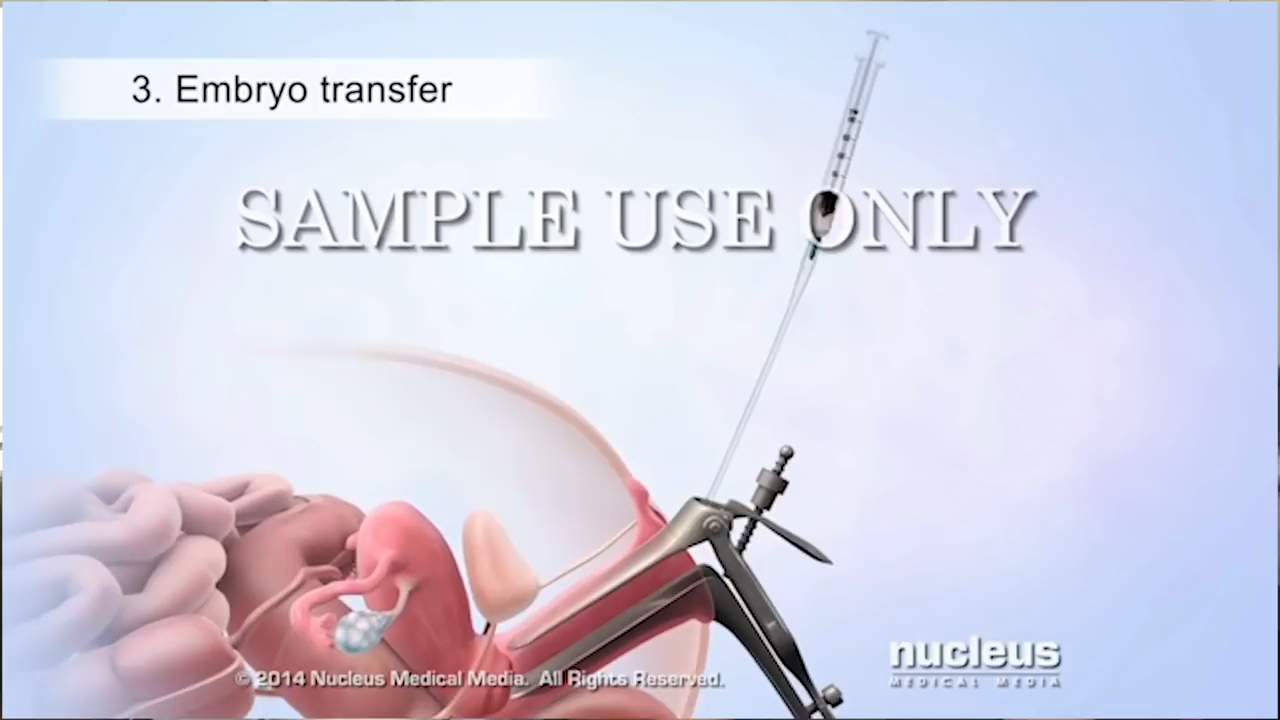 3. Embryo transfer
SAMPLE USE ONLY
nucleus
MEDICAL MEDIA
© 2014 Nucleus Medical Media. All Rights Reserved.